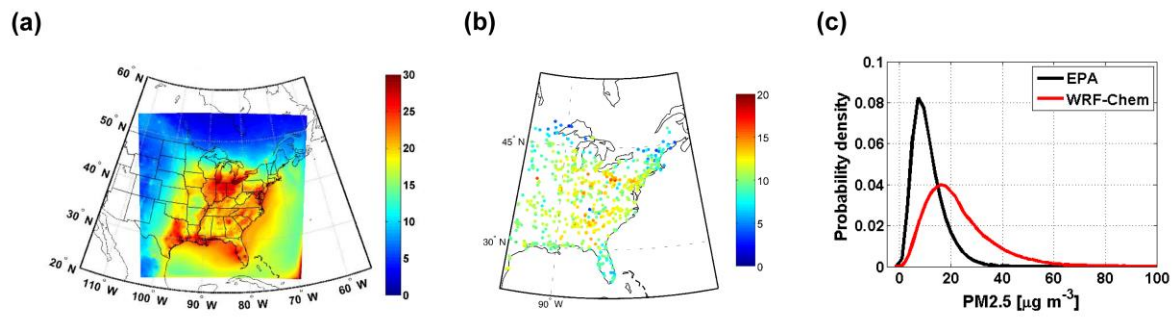 (a)
60° N
50° N
40° N
30° N
20° N
110° W
100° W
90° W
80° W
70° W
60° W
30
25
20
15
10
5
0
(b)
45° N
30° N
90° W
20
15
10
5
0
(c)
0.1
0.08
0.06
0.04
0.02
0
0
20
40
60
80
100
Probability density
PM2.5 [μg m⁻³]
EPA
WRF-Chem